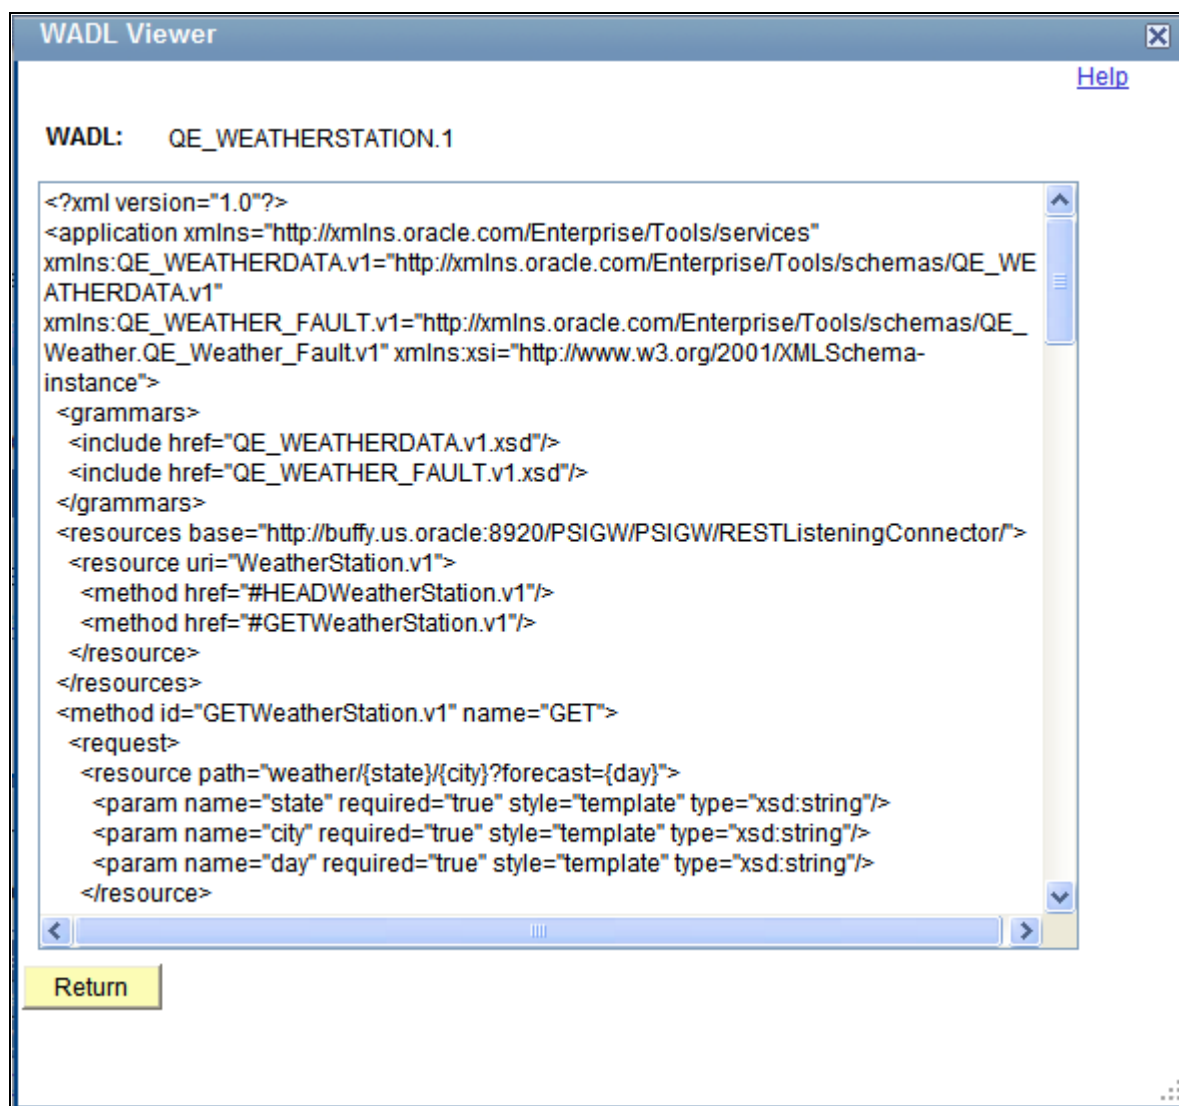 WADL Viewer
Help
WADL: QE_WEATHERSTATION.1
<?xml version="1.0"?>
<application xmlns="http://xmlns.oracle.com/Enterprise/Tools/services"
xmlns:QE_WEATHERDATA.v1="http://xmlns.oracle.com/Enterprise/Tools/schemas/QE_WE
ATHERDATA.v1"
xmlns:QE_WEATHER_FAULT.v1="http://xmlns.oracle.com/Enterprise/Tools/schemas/QE_
Weather.QE_Weather_Fault.v1" xmlns:xsi="http://www.w3.org/2001/XMLSchema-
instance">
<grammars>
<include href="QE_WEATHERDATA.v1.xsd"/>
<include href="QE_WEATHER_FAULT.v1.xsd"/>
</grammars>
<resources base="http://buffy.us.oracle:8920/PSIGW/PSIGW/RESTListeningConnector/">
<resource uri="WeatherStation.v1">
<method href="#HEADWeatherStation.v1"/>
<method href="#GETWeatherStation.v1"/>
</resource>
</resources>
<method id="GETWeatherStation.v1" name="GET">
<request>
<resource path="weather/{state}/{city}?forecast={day}">
<param name="state" required="true" style="template" type="xsd:string"/>
<param name="city" required="true" style="template" type="xsd:string"/>
<param name="day" required="true" style="template" type="xsd:string"/>
</resource>
Return